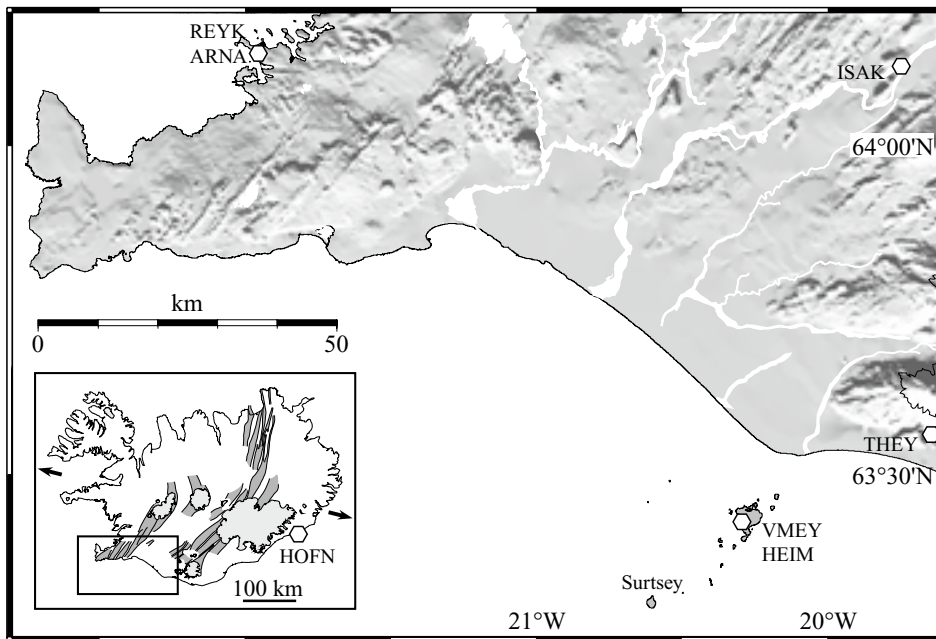 REYK
ARNA
ISAK
64°00'N
km
0 50
THEY
63°30'N
VMEY
HEIM
HOFN
Surtsey
100 km
21°W 20°W